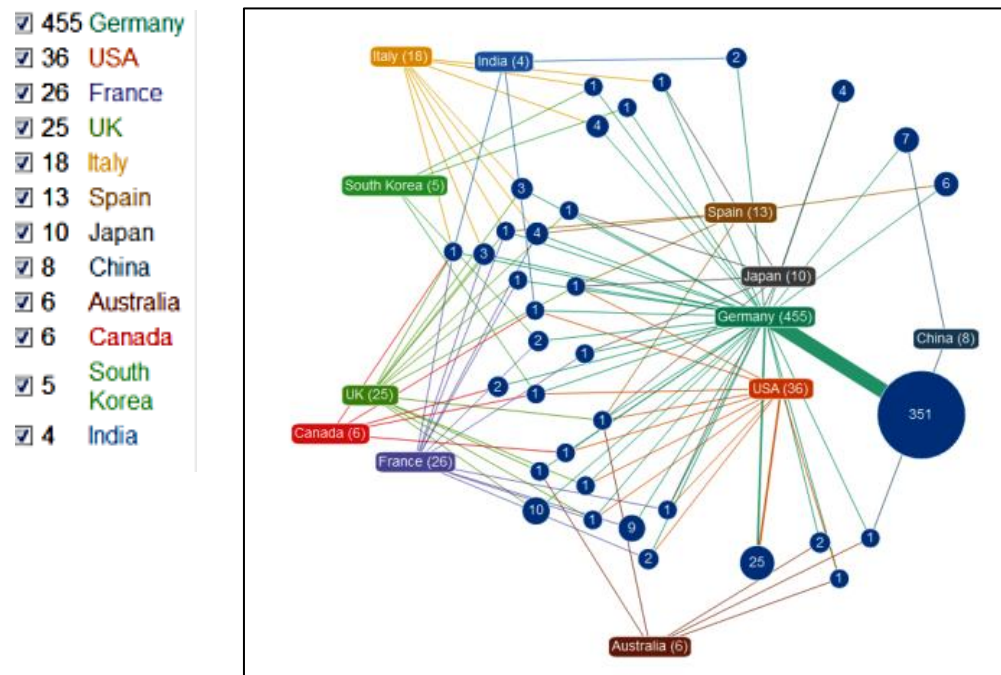 455 Germany
36 USA
26 France
25 UK
18 Italy
13 Spain
10 Japan
8 China
6 Australia
6 Canada
5 South
Korea
4 India
Italy (18)
India (4)
2
1
1
4
1
4
7
South Korea (5)
3
6
1
Spain (13)
1
4
1
3
1
1
Japan (10)
1
Germany (455)
2
China (8)
1
UK (25)
2
1
USA (36)
351
1
Canada (6)
1
France (26)
1
1
10
1
9
1
2
25
2
1
1
Australia (6)